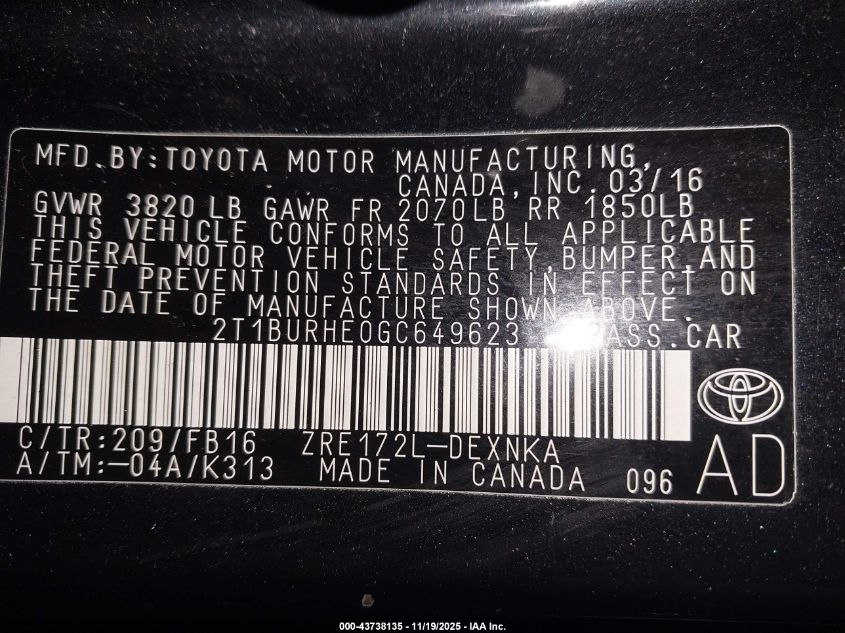 MFD.BY:TOYOTA MOTOR MANUFACTURING,
CANADA,INC.03/16
GVWR 3820 LB GAWR FR 2070LB RR 1850LB
THIS VEHICLE CONFORMS TO ALL APPLICABLE
FEDERAL MOTOR VEHICLE SAFETY,BUMPER,AND
THEFT PREVENTION STANDARDS IN EFFECT ON
THE DATE OF MANUFACTURE SHOWN ABOVE.
2T1BURHE0GC649623 PASS.CAR
C/TR:209/FB16 ZRE172L-DEXNKA
A/TM:-04A/K313 MADE IN CANADA 096
AD
000-43738135 - 11/19/2025 - IAA Inc.